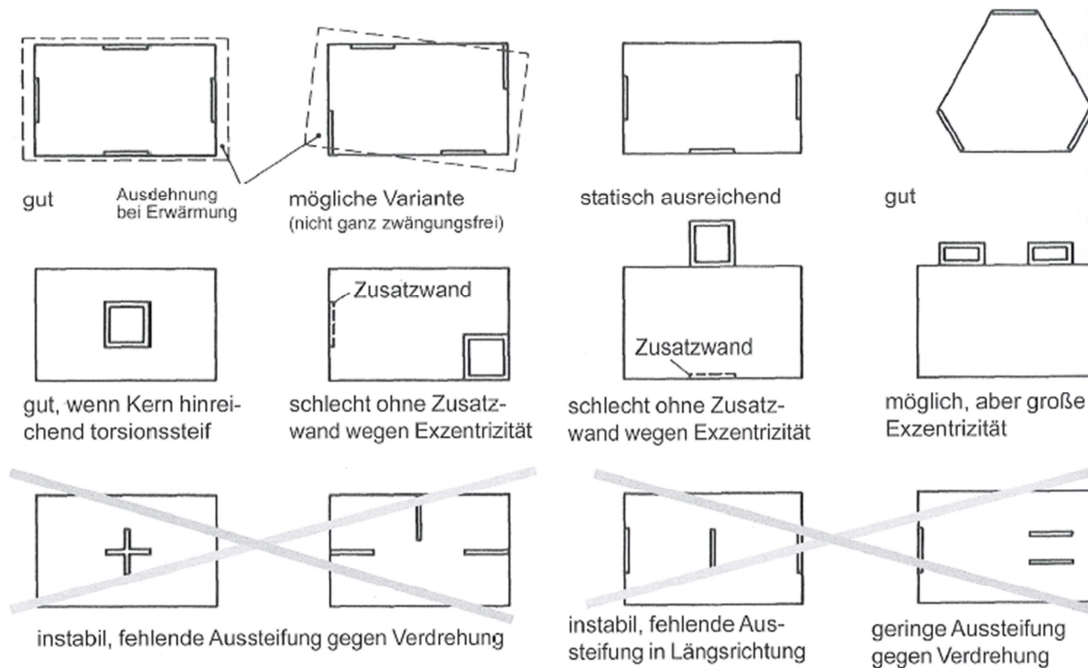 gut
Ausdehnung
bei Erwärmung
mögliche Variante
(nicht ganz zwängungsfrei)
statisch ausreichend
gut
Zusatzwand
Zusatzwand
gut, wenn Kern hinrei-
chend torsionssteif
schlecht ohne Zusatz-
wand wegen Exzentrizität
schlecht ohne Zusatz-
wand wegen Exzentrizität
möglich, aber große
Exzentrizität
instabil, fehlende Aussteifung gegen Verdrehung
instabil, fehlende Aus-
steifung in Längsrichtung
geringe Aussteifung
gegen Verdrehung